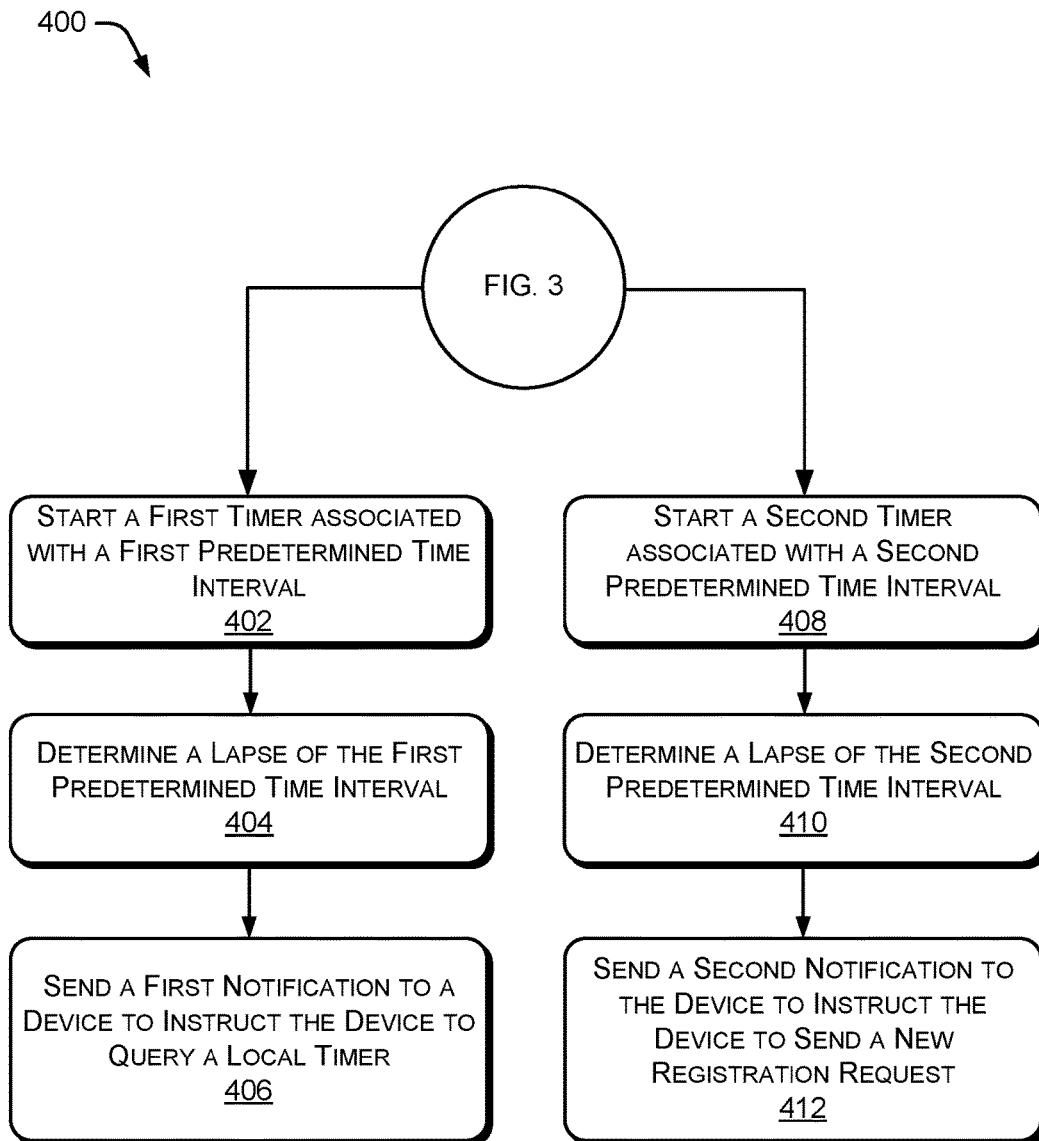 400
FIG. 3
START A FIRST TIMER ASSOCIATED
WITH A FIRST PREDETERMINED TIME
INTERVAL
402
DETERMINE A LAPSE OF THE FIRST
PREDETERMINED TIME INTERVAL
404
SEND A FIRST NOTIFICATION TO A
DEVICE TO INSTRUCT THE DEVICE TO
QUERY A LOCAL TIMER
406
START A SECOND TIMER
ASSOCIATED WITH A SECOND
PREDETERMINED TIME INTERVAL
408
DETERMINE A LAPSE OF THE SECOND
PREDETERMINED TIME INTERVAL
410
SEND A SECOND NOTIFICATION TO
THE DEVICE TO INSTRUCT THE
DEVICE TO SEND A NEW
REGISTRATION REQUEST
412